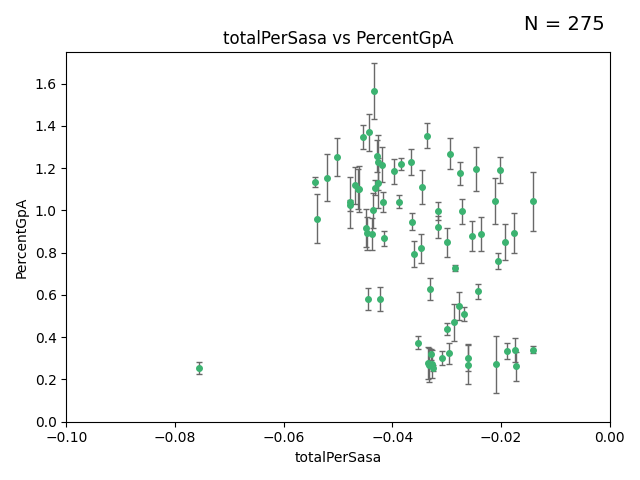 N = 275
totalPerSasa vs PercentGpA
PercentGpA
1.6
1.4
1.2
1.0
0.8
0.6
0.4
0.2
0.0
−0.10 −0.08 −0.06 −0.04 −0.02 0.00
totalPerSasa